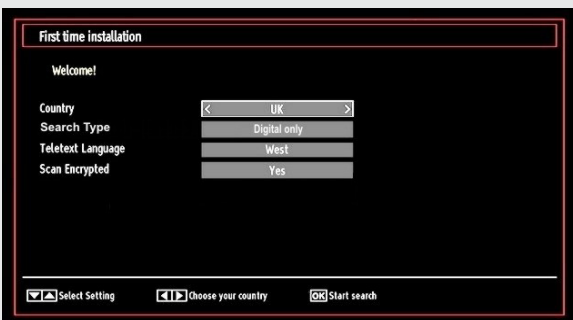 First time installation
Welcome!
Country < UK >
Search Type Digital only
Teletext Language West
Scan Encrypted Yes
Select Setting Choose your country OK Start search